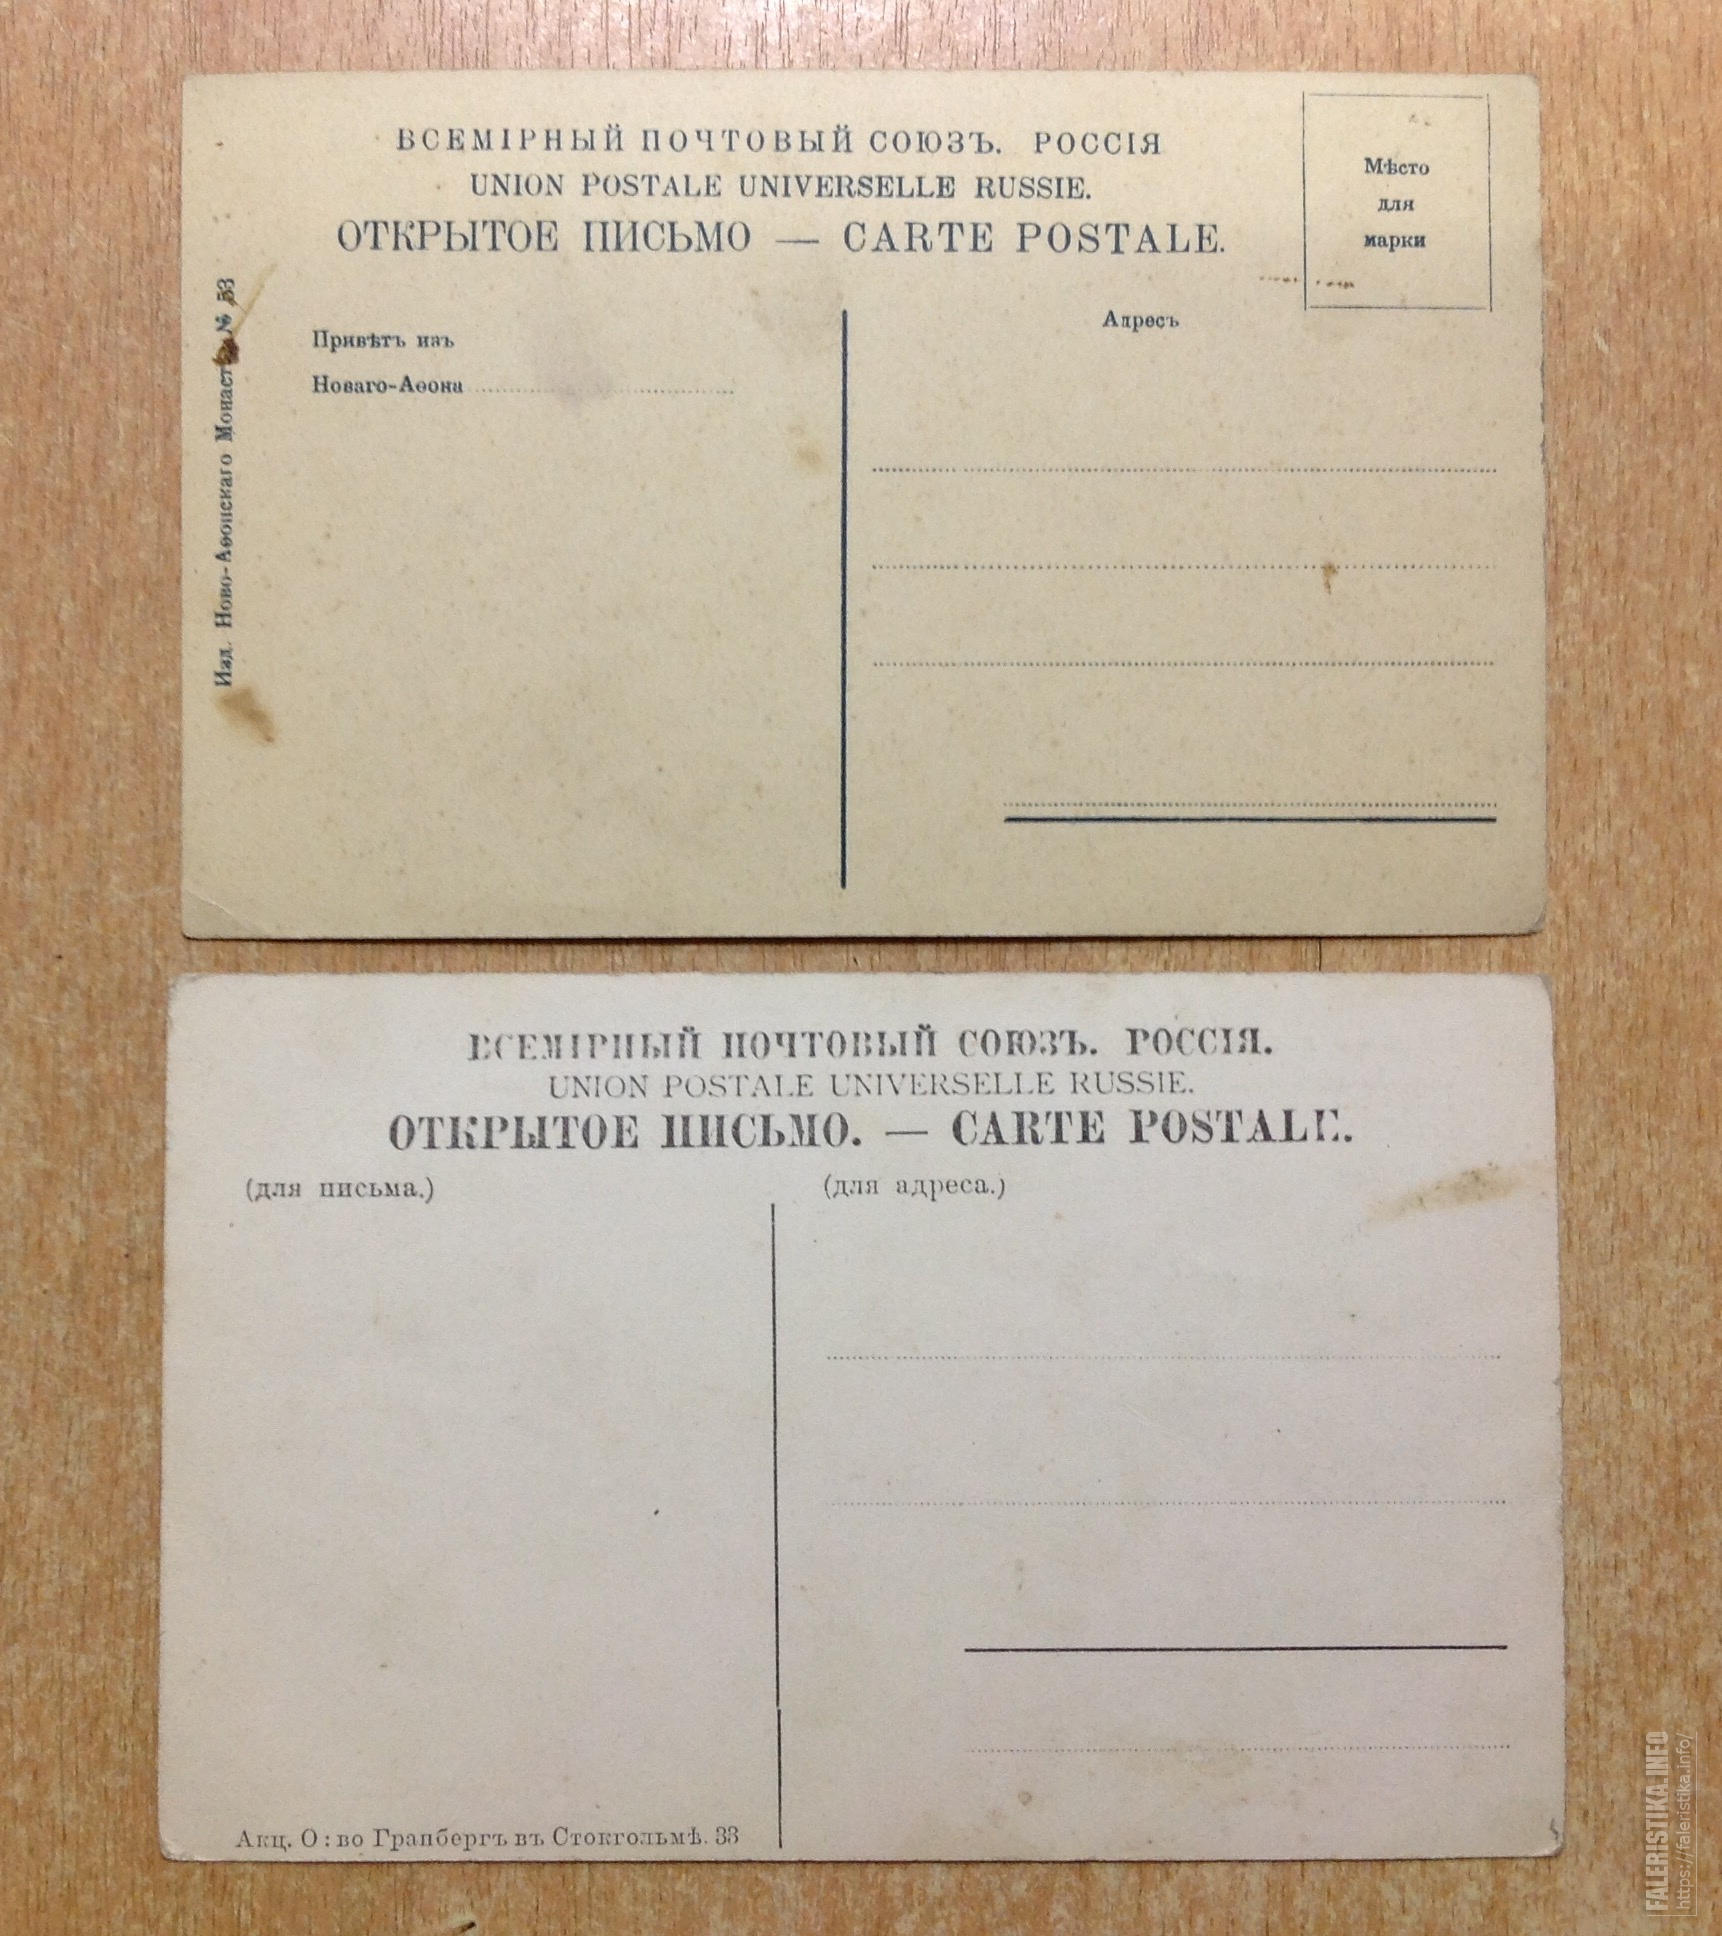 ВСЕМІРНЫЙ ПОЧТОВЫЙ СОЮЗЪ. РОССІЯ
UNION POSTALE UNIVERSELLE RUSSIE.
ОТКРЫТОЕ ПИСЬМО — CARTE POSTALE.
Мѣсто
для
марки
Изд. Ново-Аѳонскаго Монаст № 53
Привѣтъ изъ
Новаго-Аѳона
Адресъ
ВСЕМІРНЫЙ ПОЧТОВЫЙ СОЮЗЪ. РОССІЯ.
UNION POSTALE UNIVERSELLE RUSSIE.
ОТКРЫТОЕ ПИСЬМО. — CARTE POSTALE.
(для письма.)
(для адреса.)
Акц. О: во Гранбергъ въ Стокгольмѣ. 33
FALERISTIKA.INFO
https://faleristika.info/